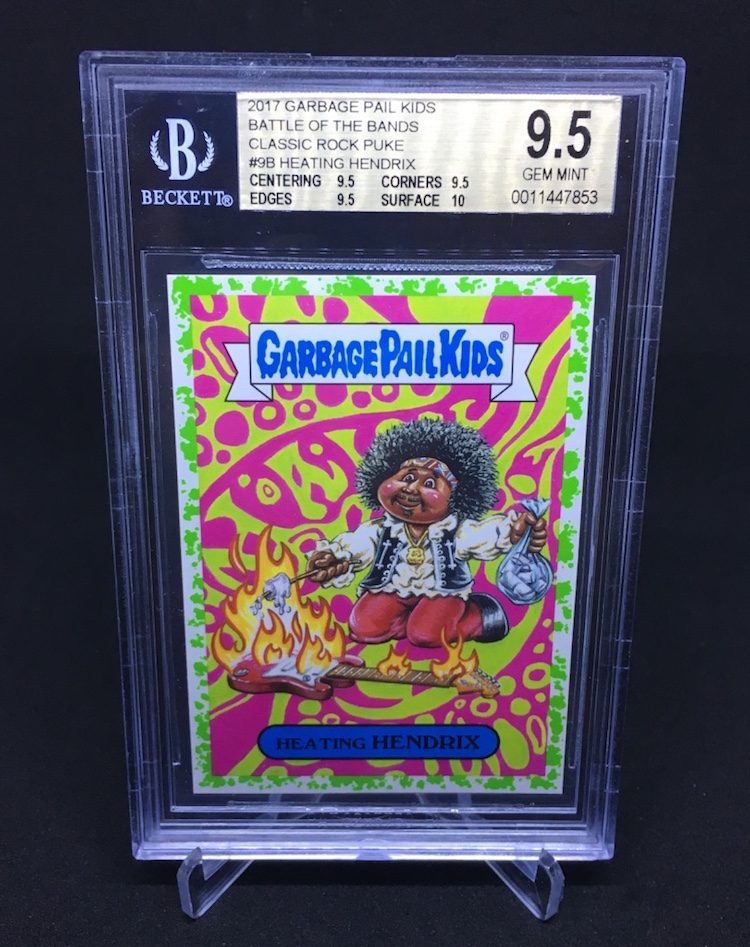 B
BECKETT®
2017 GARBAGE PAIL KIDS
BATTLE OF THE BANDS
CLASSIC ROCK PUKE
#9B HEATING HENDRIX
CENTERING 9.5 CORNERS 9.5
EDGES 9.5 SURFACE 10
9.5
GEM MINT
0011447853
GARBAGE PAIL KIDS®
HEATING HENDRIX